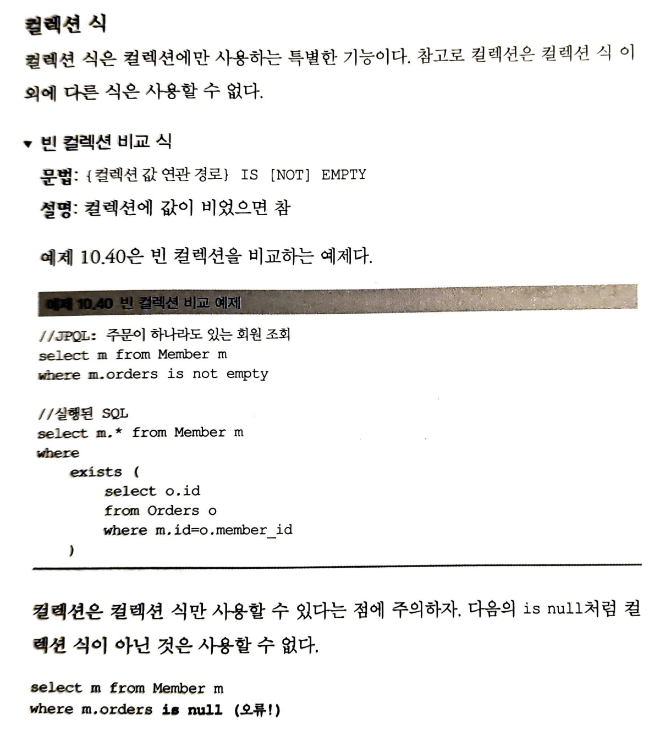 컬렉션 식
컬렉션 식은 컬렉션에만 사용하는 특별한 기능이다. 참고로 컬렉션은 컬렉션 식 이
외에 다른 식은 사용할 수 없다.
▼ 빈 컬렉션 비교 식
문법: {컬렉션 값 연관 경로} IS [NOT] EMPTY
설명: 컬렉션에 값이 비었으면 참
예제 10.40은 빈 컬렉션을 비교하는 예제다.
예제 10.40 빈 컬렉션 비교 예제
//JPQL: 주문이 하나라도 있는 회원 조회
select m from Member m
where m.orders is not empty
//실행된 SQL
select m.* from Member m
where
    exists (
        select o.id
        from Orders o
        where m.id=o.member_id
    )
컬렉션은 컬렉션 식만 사용할 수 있다는 점에 주의하자. 다음의 is null처럼 컬
렉션 식이 아닌 것은 사용할 수 없다.
select m from Member m
where m.orders is null (오류!)